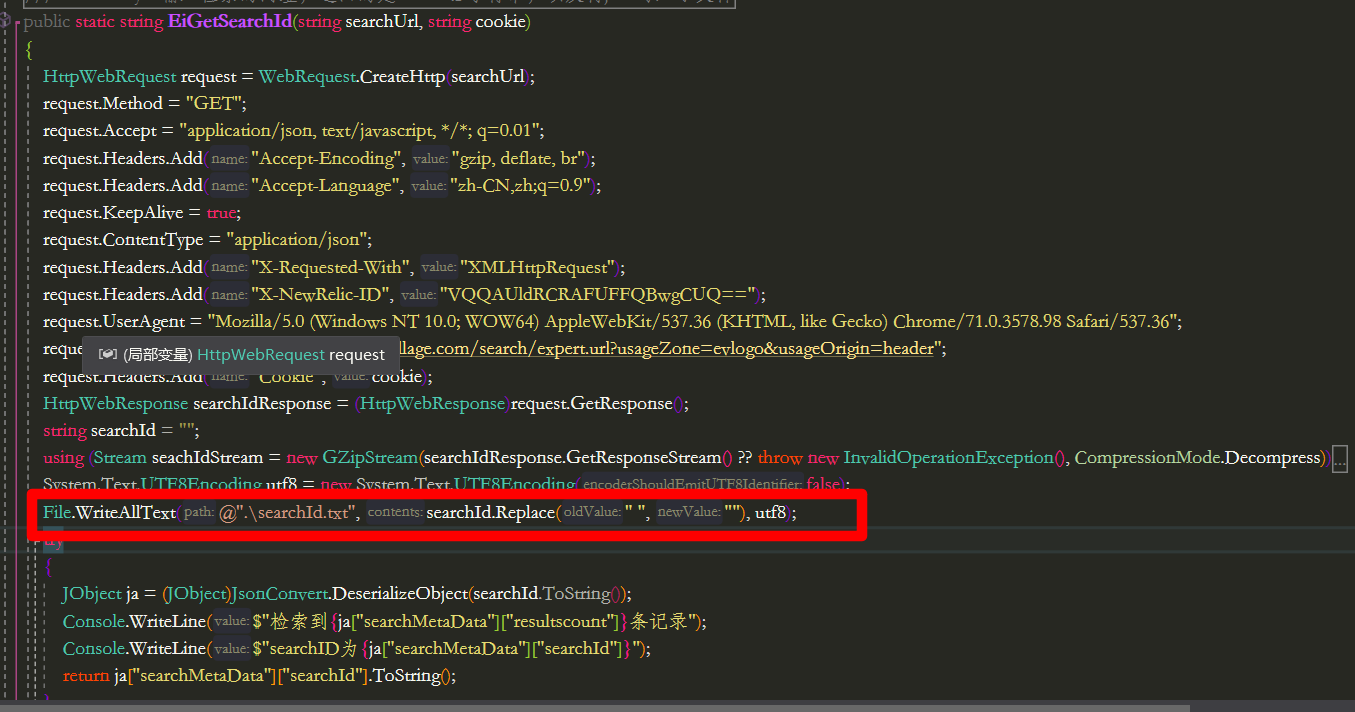 public static string EiGetSearchId(string searchUrl, string cookie)
{
HttpWebRequest request = WebRequest.CreateHttp(searchUrl);
request.Method = "GET";
request.Accept = "application/json, text/javascript, */*; q=0.01";
request.Headers.Add(name: "Accept-Encoding", value: "gzip, deflate, br");
request.Headers.Add(name: "Accept-Language", value: "zh-CN,zh;q=0.9");
request.KeepAlive = true;
request.ContentType = "application/json";
request.Headers.Add(name: "X-Requested-With", value: "XMLHttpRequest");
request.Headers.Add(name: "X-NewRelic-ID", value: "VQQAUldRCRAFUFFQBwgCUQ==");
request.UserAgent = "Mozilla/5.0 (Windows NT 10.0; WOW64) AppleWebKit/537.36 (KHTML, like Gecko) Chrome/71.0.3578.98 Safari/537.36";
reque (局部变量) HttpWebRequest request llage.com/search/expert.url?usageZone=evlogo&usageOrigin=header";
request.Headers.Add(name: "Cookie", value: cookie);
HttpWebResponse searchIdResponse = (HttpWebResponse)request.GetResponse();
string searchId = "";
using (Stream seachIdStream = new GZipStream(searchIdResponse.GetResponseStream() ?? throw new InvalidOperationException(), CompressionMode.Decompress))...
System.Text.UTF8Encoding utf8 = new System.Text.UTF8Encoding(encoderShouldEmitUTF8Identifier: false);
File.WriteAllText(path: @".\searchId.txt", contents: searchId.Replace(oldValue: " ", newValue: ""), utf8);
try
{
JObject ja = (JObject)JsonConvert.DeserializeObject(searchId.ToString());
Console.WriteLine(value: $"检索到{ja["searchMetaData"]["resultscount"]}条记录");
Console.WriteLine(value: $"searchID为{ja["searchMetaData"]["searchId"]}");
return ja["searchMetaData"]["searchId"].ToString();
}